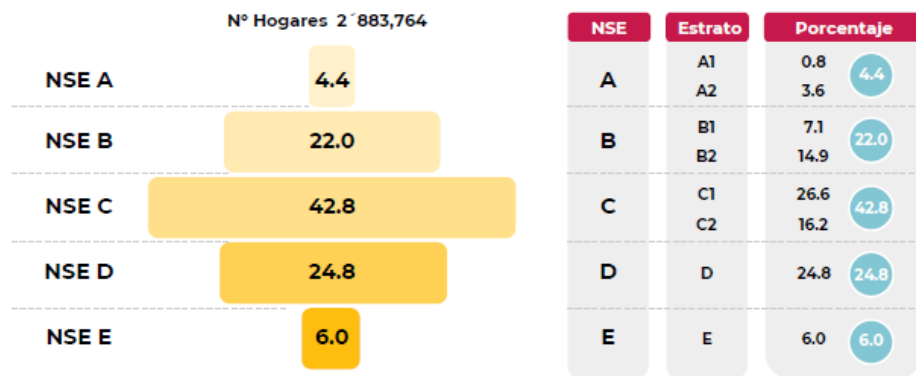 N° Hogares 2´883,764
NSE A 4.4
NSE B 22.0
NSE C 42.8
NSE D 24.8
NSE E 6.0
NSE Estrato Porcentaje
A A1 0.8 4.4
A2 3.6
B B1 7.1 22.0
B2 14.9
C C1 26.6 42.8
C2 16.2
D D 24.8 24.8
E E 6.0 6.0